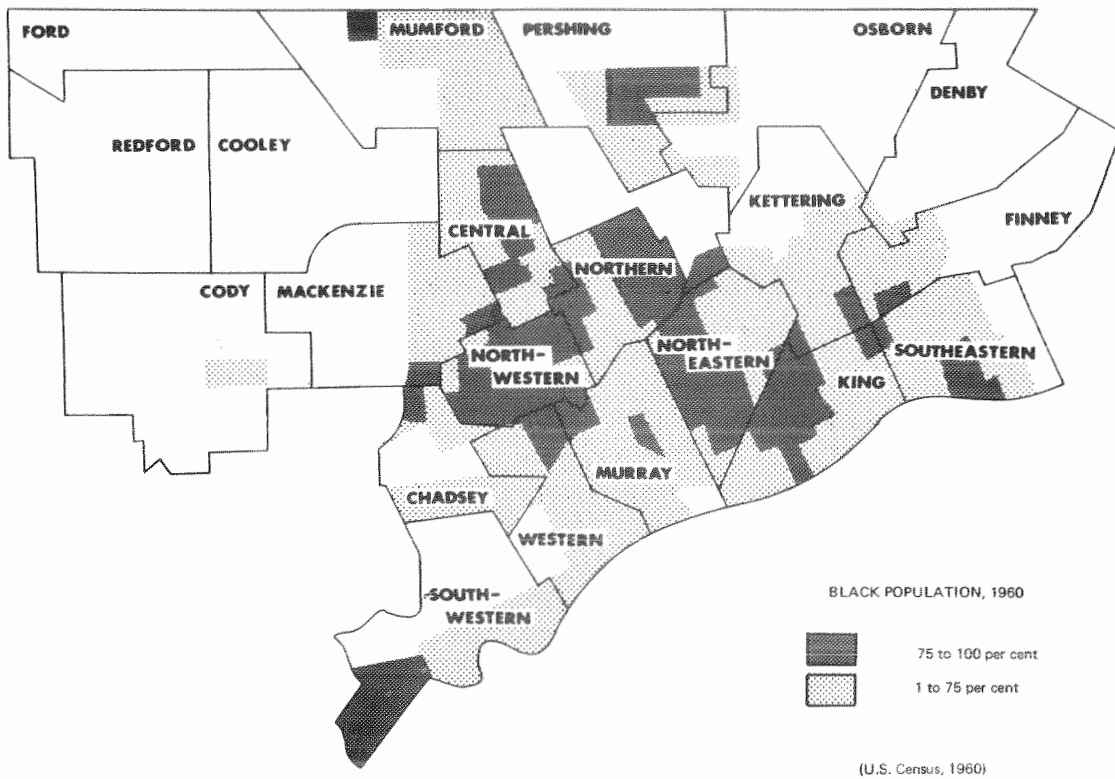 FORD
MUMFORD
PERSHING
OSBORN
DENBY
REDFORD
COOLEY
KETTERING
FINNEY
CENTRAL
NORTHERN
CODY
MACKENZIE
NORTH-
WESTERN
NORTH-
EASTERN
SOUTHEASTERN
KING
MURRAY
CHADSEY
WESTERN
SOUTH-
WESTERN
BLACK POPULATION, 1960
75 to 100 per cent
1 to 75 per cent
(U.S. Census, 1960)